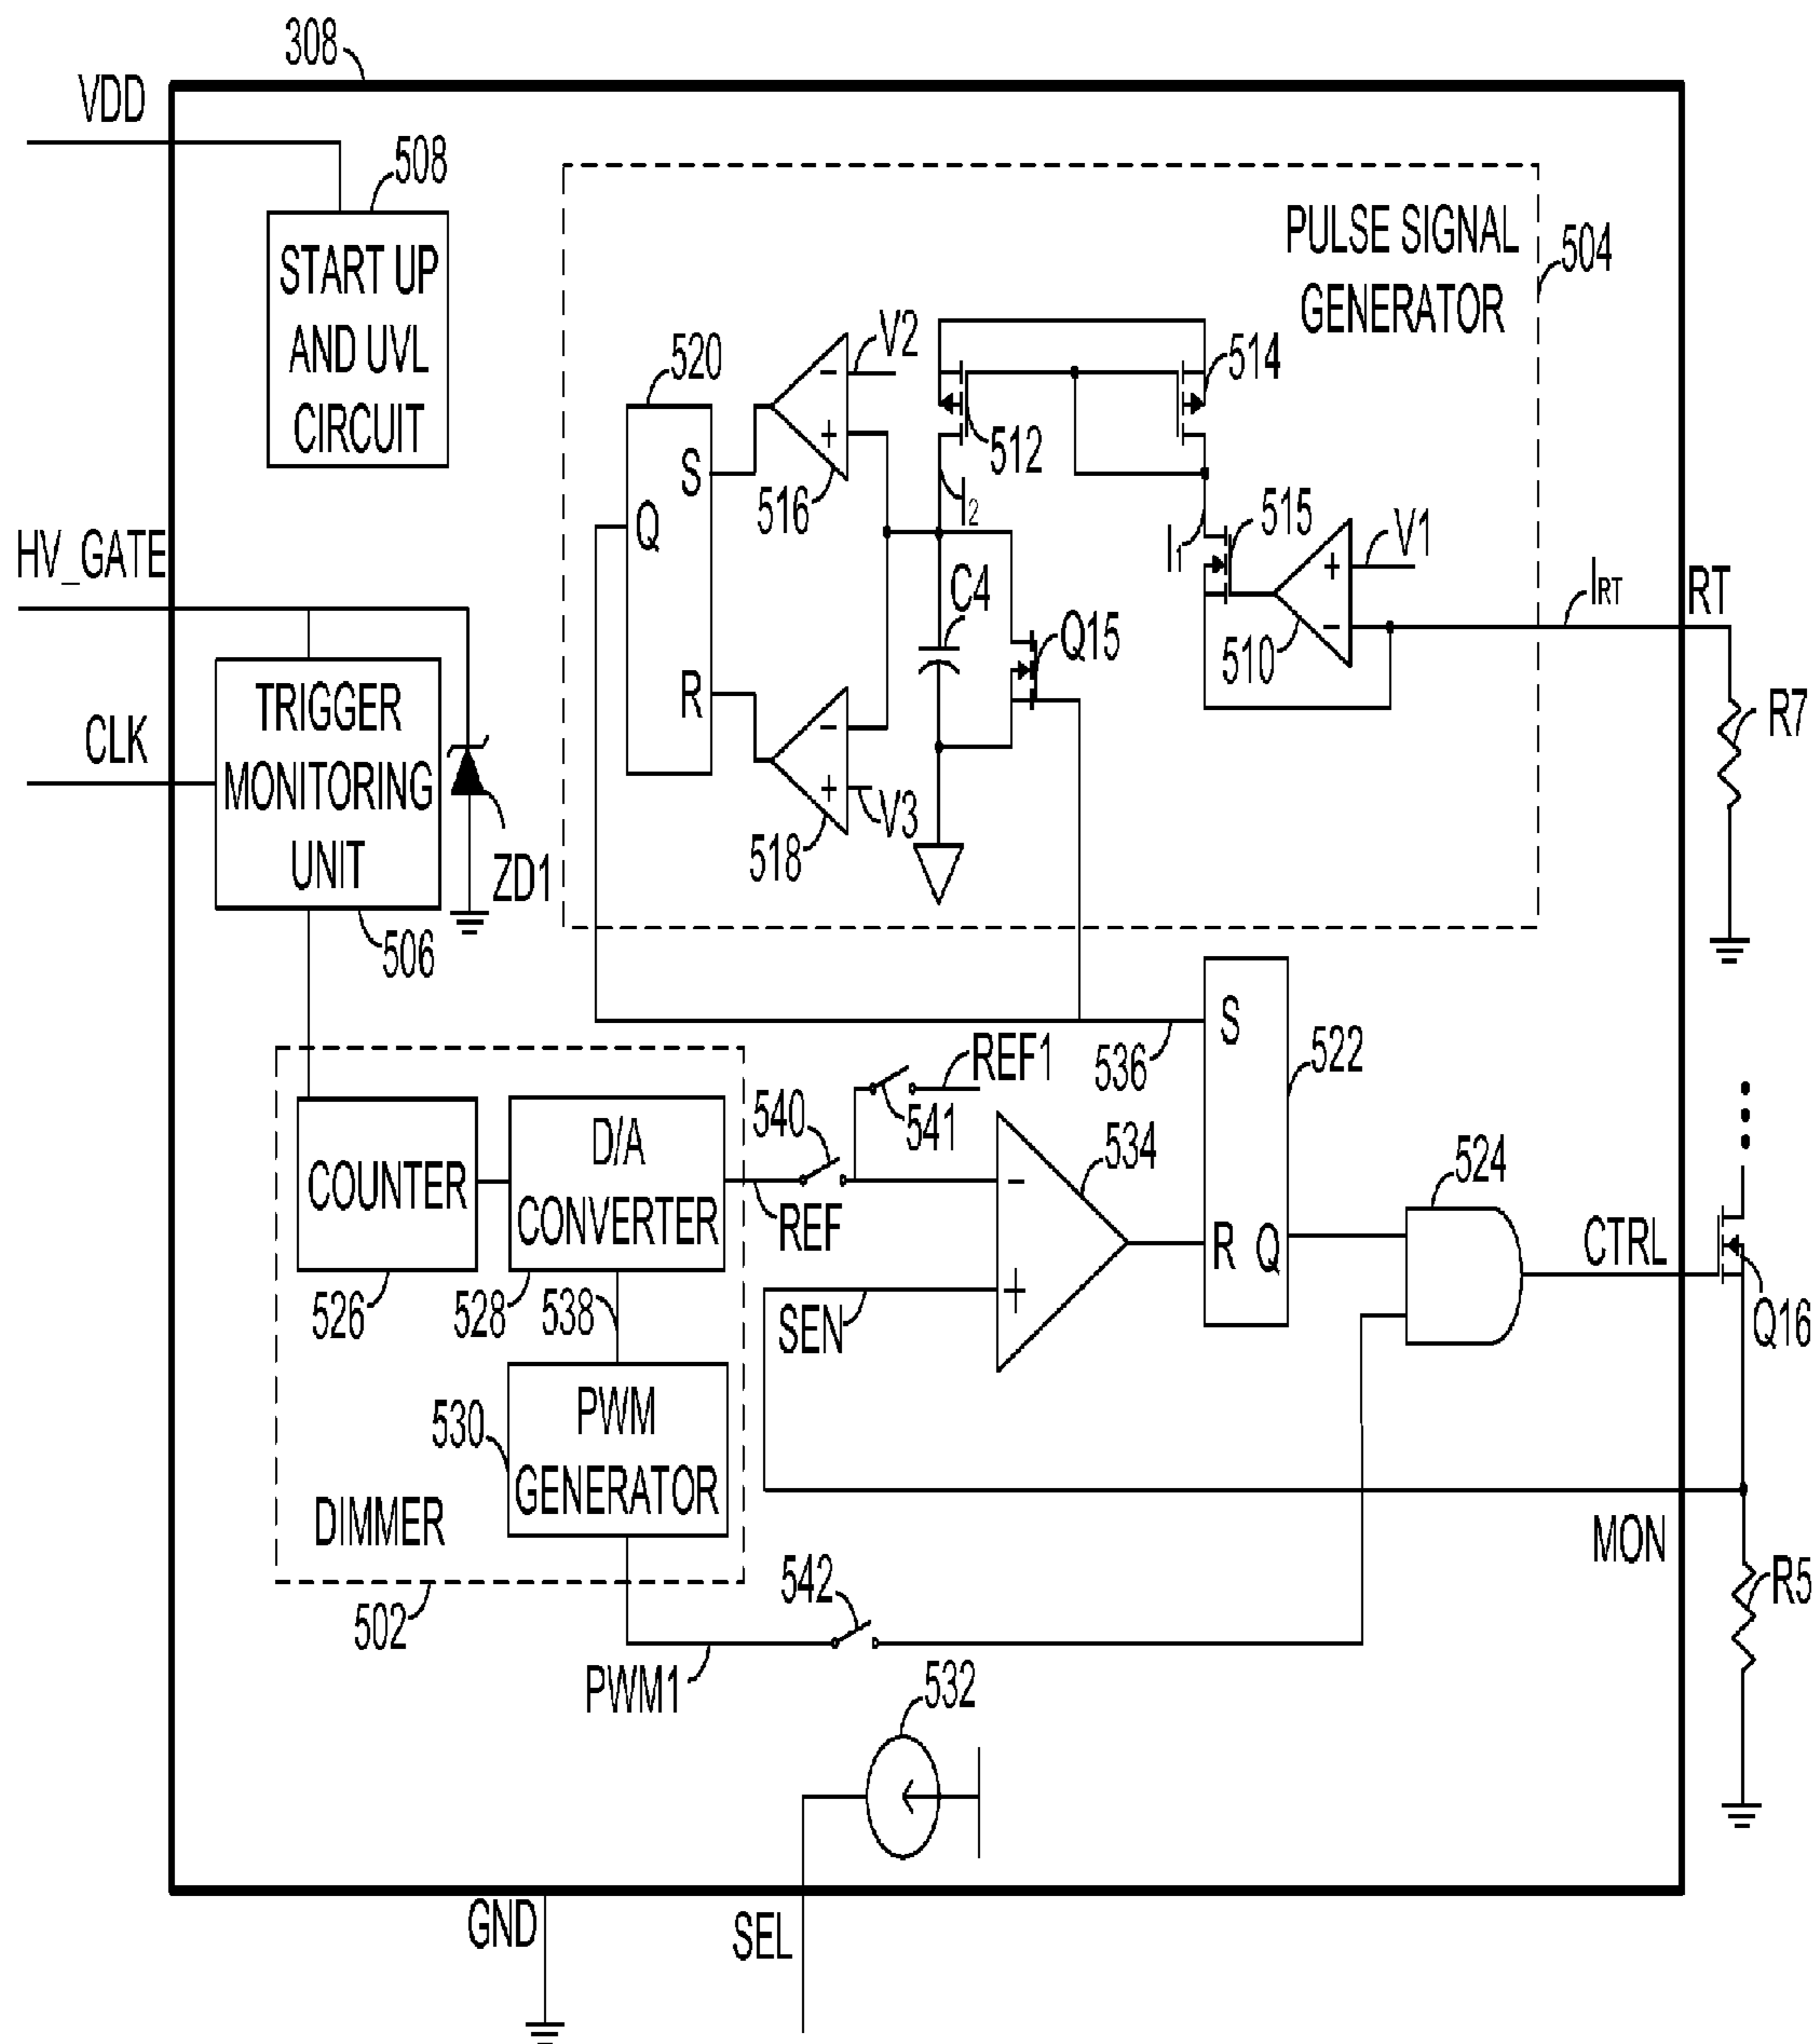 308
VDD
508
START UP
AND UVL
CIRCUIT
PULSE SIGNAL
GENERATOR
504
520
V2
514
S
-
+
512
516
I2
515
Q
V1
HV_GATE
I1
+
C4
IRT
RT
-
510
Q15
TRIGGER
MONITORING
UNIT
R
R7
CLK
-
+
V3
518
ZD1
506
S
536
522
REF1
541
540
D/A
CONVERTER
COUNTER
534
524
-
REF
R
Q
CTRL
526
528
538
SEN
+
Q16
PWM
GENERATOR
530
DIMMER
MON
542
R5
502
PWM1
532
GND
SEL